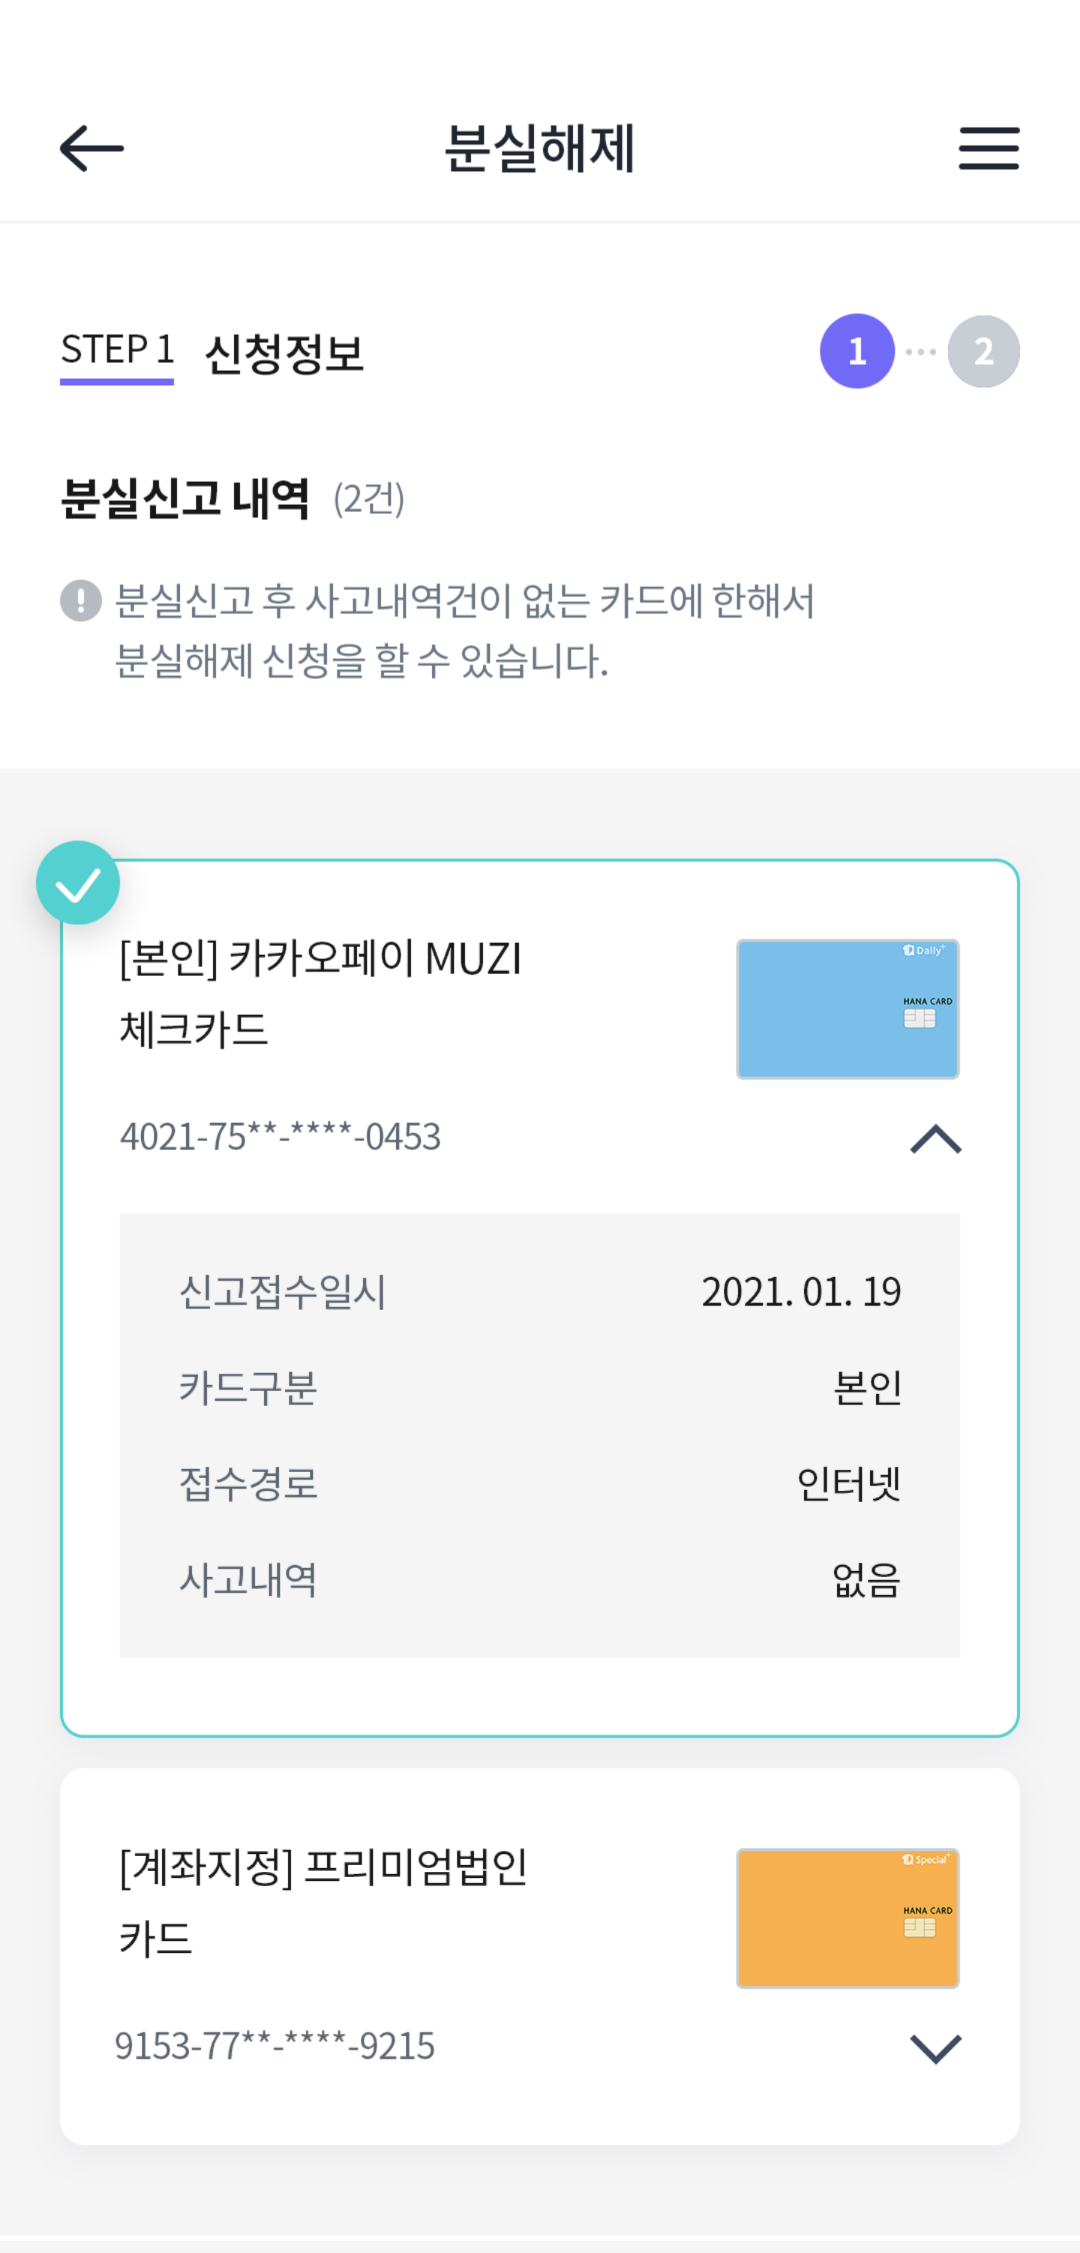 분실해제
STEP 1 신청정보
1 2
분실신고 내역 (2건)
분실신고 후 사고내역건이 없는 카드에 한해서
분실해제 신청을 할 수 있습니다.
[본인] 카카오페이 MUZI
체크카드
1Q Daily+
HANA CARD
4021-75**-****-0453
신고접수일시 2021. 01. 19
카드구분 본인
접수경로 인터넷
사고내역 없음
[계좌지정] 프리미엄법인
카드
1Q Special+
HANA CARD
9153-77**-****-9215